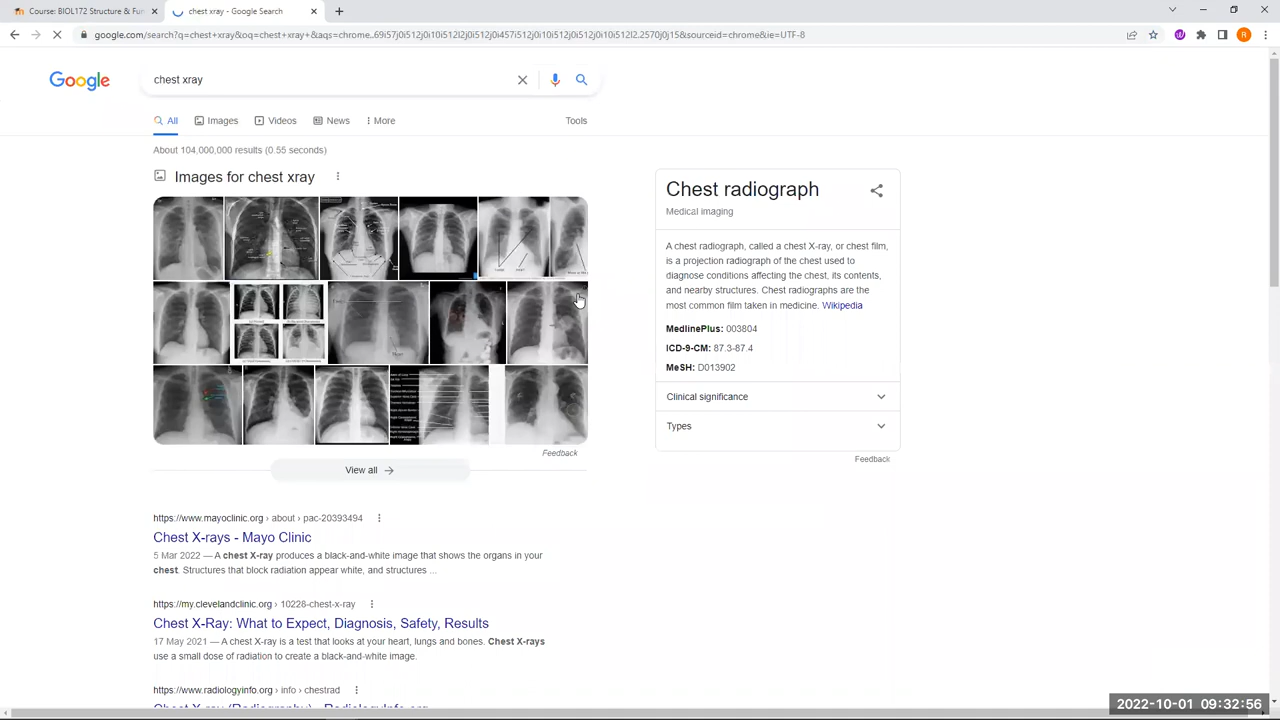 Course: BIOL172 Structure & Fun
chest xray - Google Search
google.com/search?q=chest+xray&oq=chest+xray+&aqs=chrome..69i57j0i512j0i10i512l2j0i512j0i457i512j0i10i512j0i512j0i10i512l2.2570j0j15&sourceid=chrome&ie=UTF-8
R
Google
chest xray
All
Images
Videos
News
More
Tools
About 104,000,000 results (0.55 seconds)
Images for chest xray
Feedback
View all
https://www.mayoclinic.org › about › pac-20393494
Chest X-rays - Mayo Clinic
5 Mar 2022 — A chest X-ray produces a black-and-white image that shows the organs in your
chest. Structures that block radiation appear white, and structures ...
https://my.clevelandclinic.org › 10228-chest-x-ray
Chest X-Ray: What to Expect, Diagnosis, Safety, Results
17 May 2021 — A chest X-ray is a test that looks at your heart, lungs and bones. Chest X-rays
use a small dose of radiation to create a black-and-white image.
https://www.radiologyinfo.org › info › chestrad
Chest X-ray (Radiography) - RadiologyInfo.org
Chest radiograph
Medical imaging
A chest radiograph, called a chest X-ray, or chest film,
is a projection radiograph of the chest used to
diagnose conditions affecting the chest, its contents,
and nearby structures. Chest radiographs are the
most common film taken in medicine. Wikipedia
MedlinePlus: 003804
ICD-9-CM: 87.3-87.4
MeSH: D013902
Clinical significance
Types
Feedback
2022-10-01 09:32:56